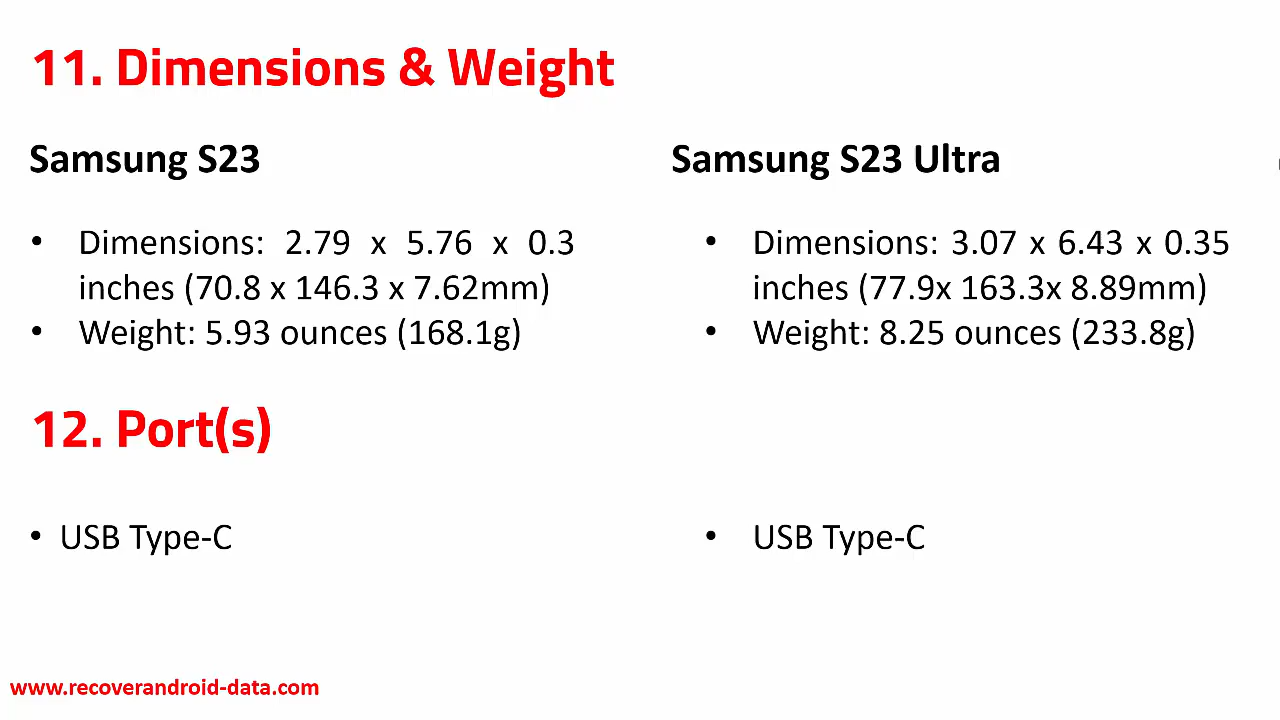 11. Dimensions & Weight
Samsung S23
• Dimensions: 2.79 x 5.76 x 0.3
inches (70.8 x 146.3 x 7.62mm)
• Weight: 5.93 ounces (168.1g)
Samsung S23 Ultra
• Dimensions: 3.07 x 6.43 x 0.35
inches (77.9x 163.3x 8.89mm)
• Weight: 8.25 ounces (233.8g)
12. Port(s)
• USB Type-C
• USB Type-C
www.recoverandroid-data.com